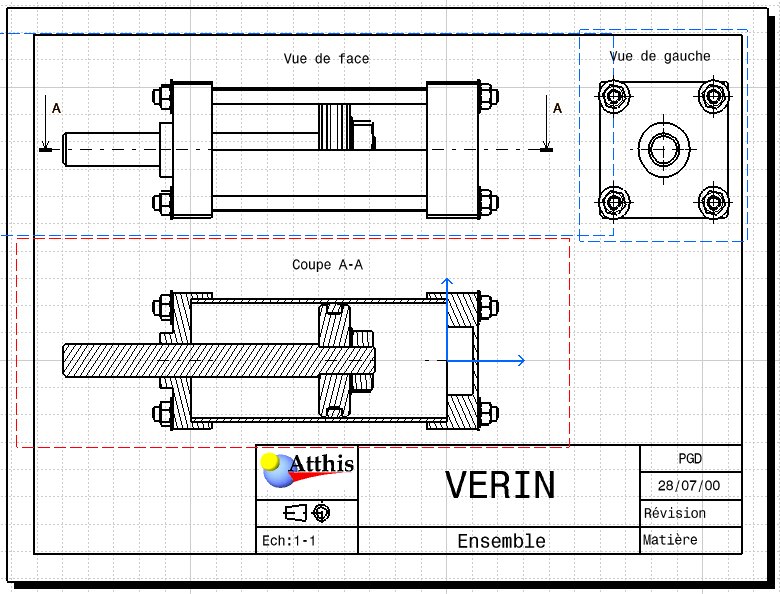 Vue de face
Vue de gauche
A
A
Coupe A-A
Atthis
VERIN
PGD
28/07/00
Révision
Ech:1-1
Ensemble
Matière